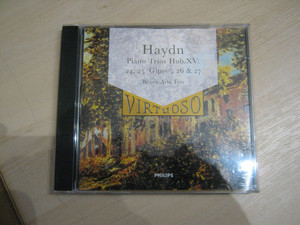 Haydn
Piano Trios Hob.XV:
24, 25 'Gipsy', 26 & 27
Beaux Arts Trio
VIRTUOSO
PHILIPS